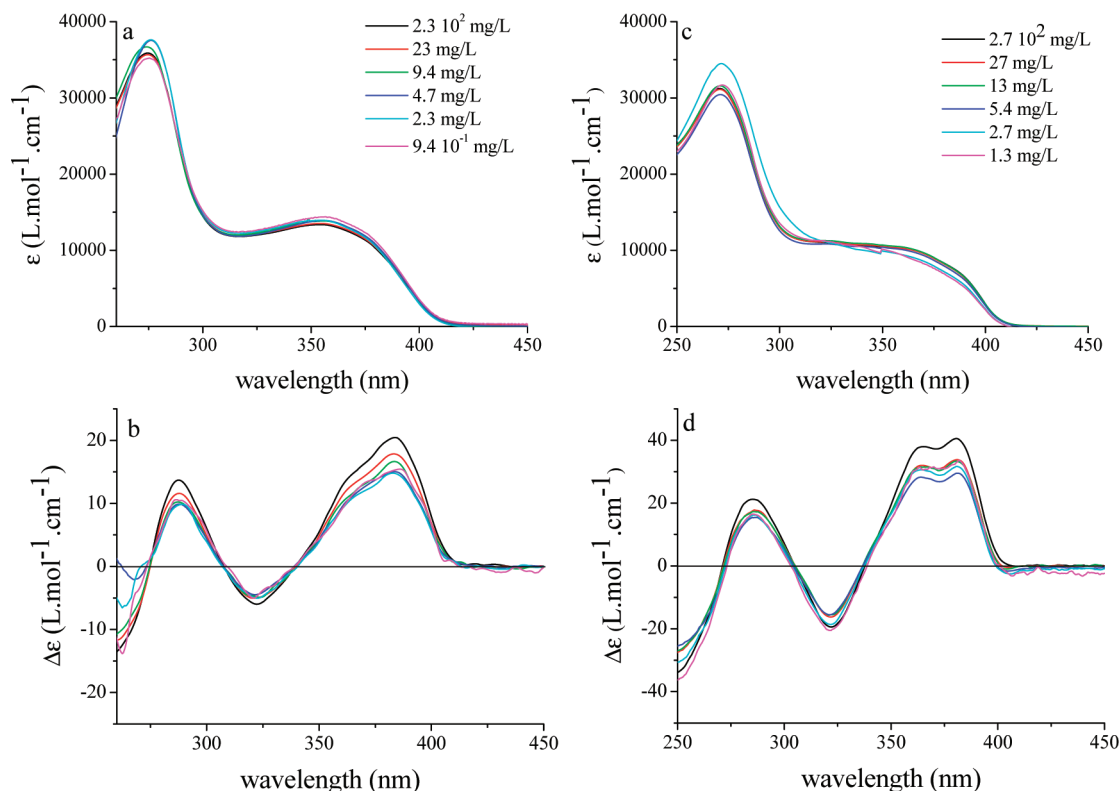 a
40000
30000
20000
10000
0
300
350
400
450
ε (L.mol⁻¹.cm⁻¹)
wavelength (nm)
2.3 10² mg/L
23 mg/L
9.4 mg/L
4.7 mg/L
2.3 mg/L
9.4 10⁻¹ mg/L
c
40000
30000
20000
10000
0
250
300
350
400
450
ε (L.mol⁻¹.cm⁻¹)
wavelength (nm)
2.7 10² mg/L
27 mg/L
13 mg/L
5.4 mg/L
2.7 mg/L
1.3 mg/L
b
20
10
0
-10
-20
300
350
400
450
Δε (L.mol⁻¹.cm⁻¹)
wavelength (nm)
d
40
20
0
-20
-40
250
300
350
400
450
Δε (L.mol⁻¹.cm⁻¹)
wavelength (nm)